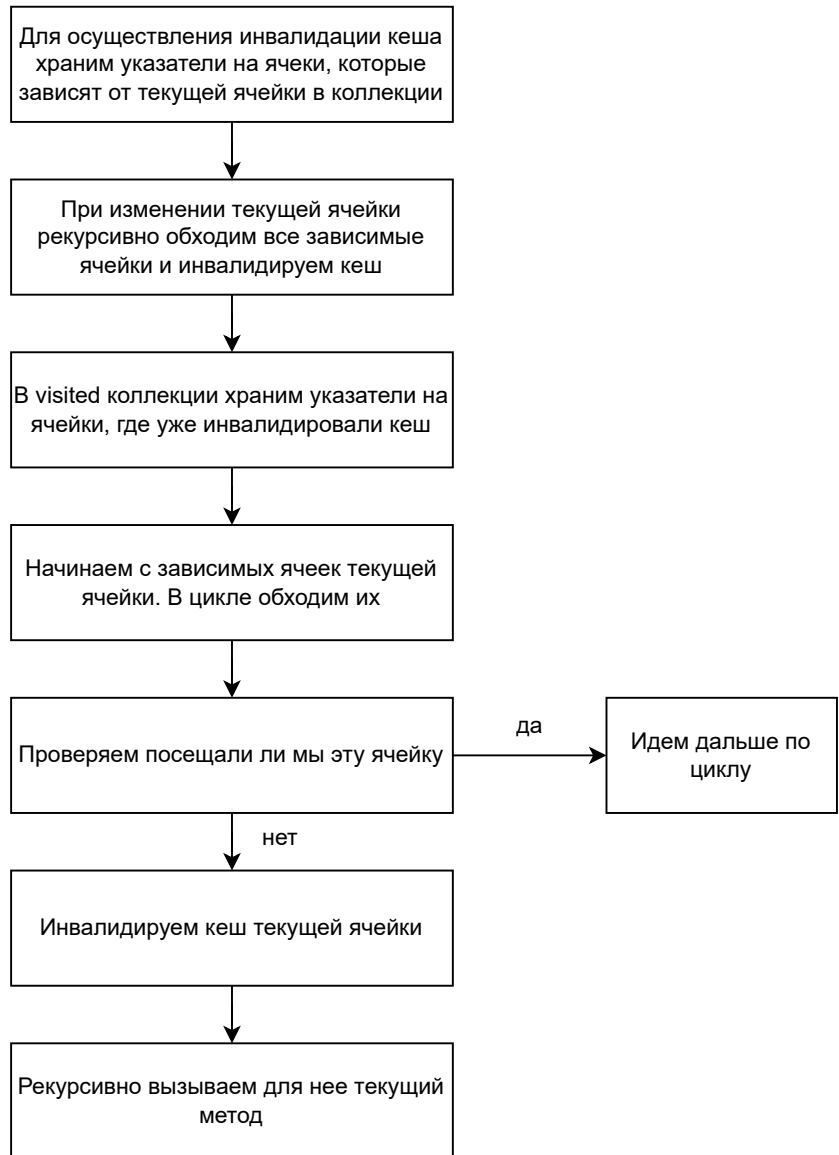 Для осуществления инвалидации кеша
храним указатели на ячеки, которые
зависят от текущей ячейки в коллекции
При изменении текущей ячейки
рекурсивно обходим все зависимые
ячейки и инвалидируем кеш
В visited коллекции храним указатели на
ячейки, где уже инвалидировали кеш
Начинаем с зависимых ячеек текущей
ячейки. В цикле обходим их
Проверяем посещали ли мы эту ячейку
да
Идем дальше по
циклу
нет
Инвалидируем кеш текущей ячейки
Рекурсивно вызываем для нее текущий
метод